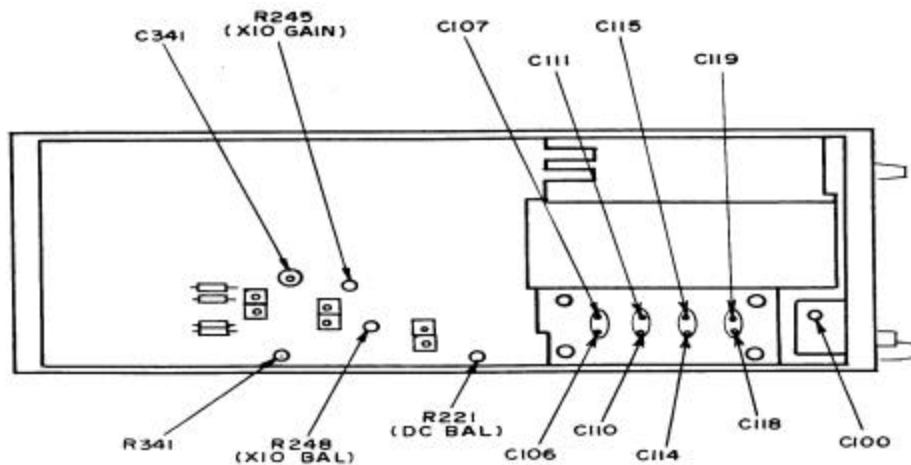 C341
R245
(X10 GAIN)
C107
C111
C115
C119
R341
R248
(X10 BAL)
R221
(DC BAL)
C106
C110
C114
C118
C100